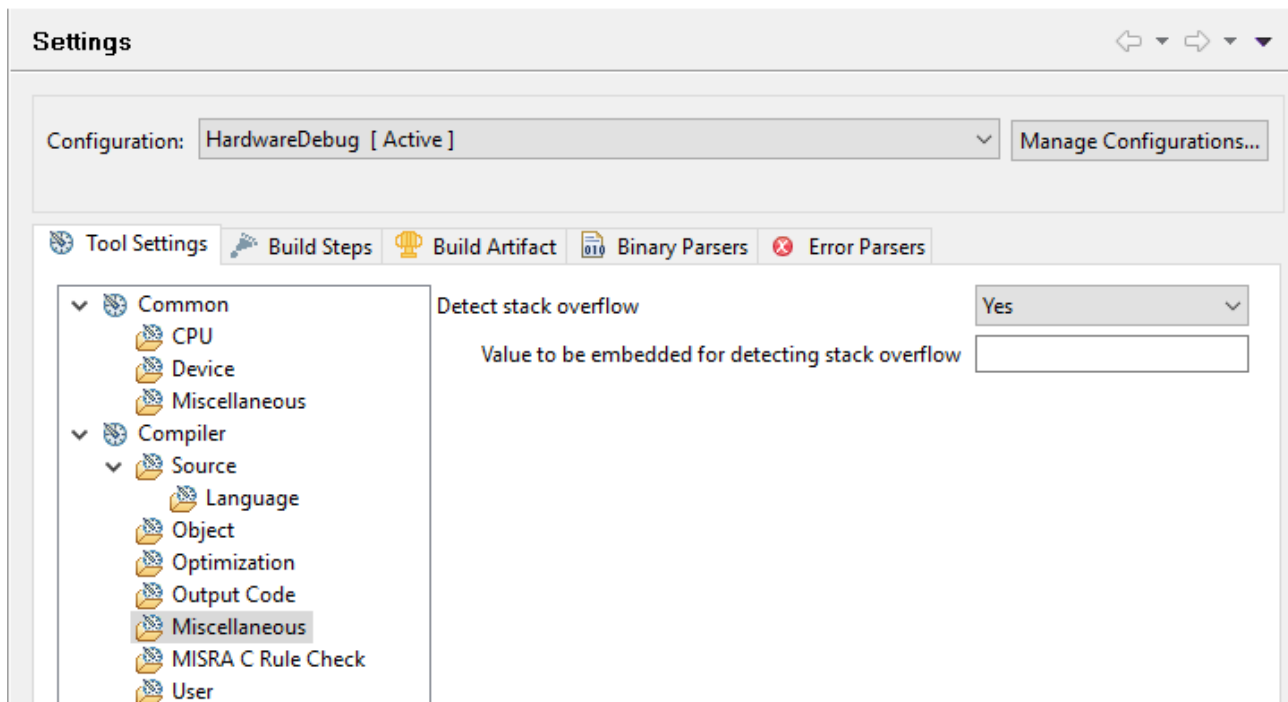 Settings
Configuration: HardwareDebug [ Active ] Manage Configurations...
Tool Settings Build Steps Build Artifact Binary Parsers Error Parsers
Common Detect stack overflow Yes
CPU Value to be embedded for detecting stack overflow
Device
Miscellaneous
Compiler
Source
Language
Object
Optimization
Output Code
Miscellaneous
MISRA C Rule Check
User